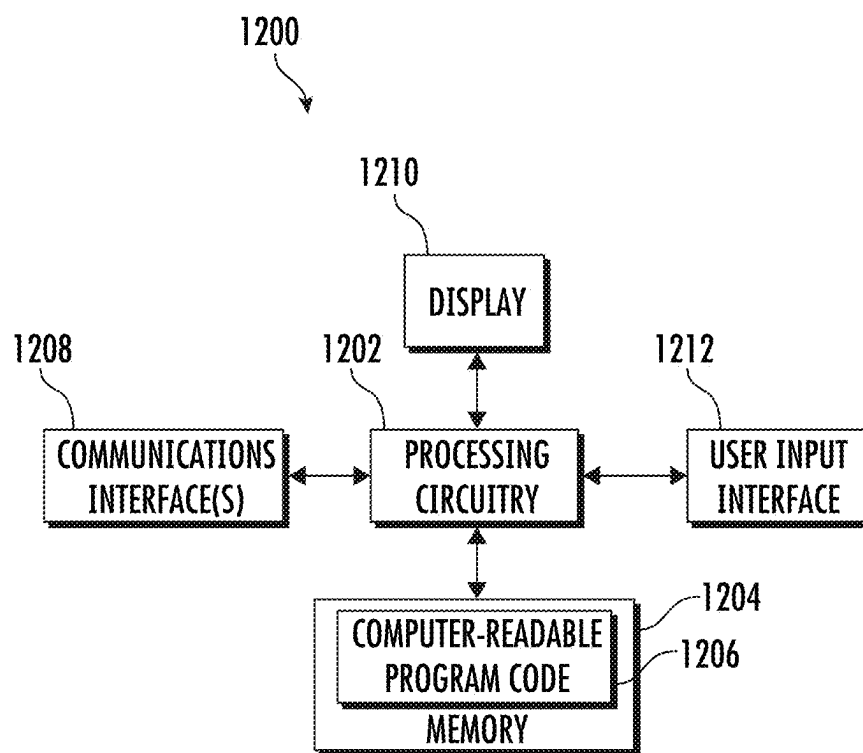 1200
1210
DISPLAY
1208
1202
1212
COMMUNICATIONS
INTERFACE(S)
PROCESSING
CIRCUITRY
USER INPUT
INTERFACE
1204
COMPUTER-READABLE
PROGRAM CODE
1206
MEMORY